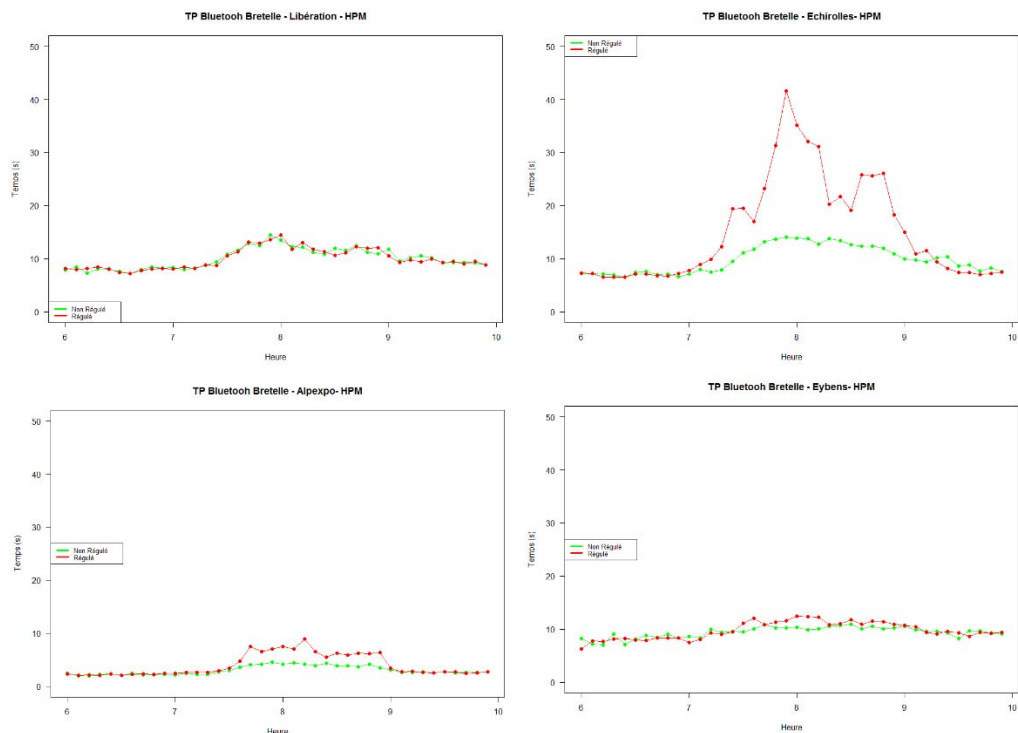 TP Bluetooh Bretelle - Libération - HPM
50
40
30
20
10
0
Temps (s)
Non Régulé
Régulé
6 7 8 9 10
Heure
TP Bluetooh Bretelle - Echirolles- HPM
50
40
30
20
10
0
Temps (s)
Non Régulé
Régulé
6 7 8 9 10
Heure
TP Bluetooh Bretelle - Alpexpo- HPM
50
40
30
20
10
0
Temps (s)
Non Régulé
Régulé
6 7 8 9 10
Heure
TP Bluetooh Bretelle - Eybens- HPM
50
40
30
20
10
0
Temps (s)
Non Régulé
Régulé
6 7 8 9 10
Heure